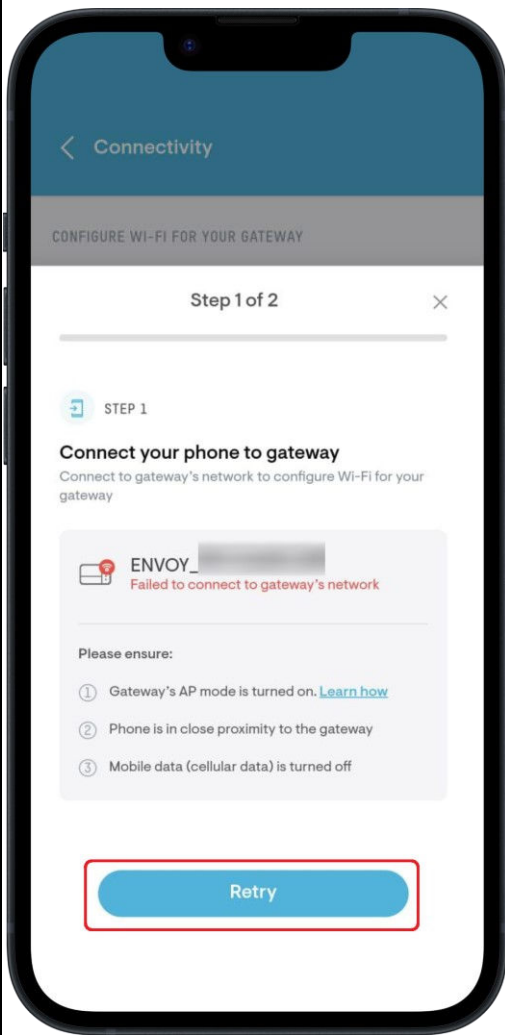 Connectivity
CONFIGURE WI-FI FOR YOUR GATEWAY
Step 1 of 2
STEP 1
Connect your phone to gateway
Connect to gateway's network to configure Wi-Fi for your
gateway
ENVOY_
Failed to connect to gateway's network
Please ensure:
1 Gateway's AP mode is turned on. Learn how
2 Phone is in close proximity to the gateway
3 Mobile data (cellular data) is turned off
Retry